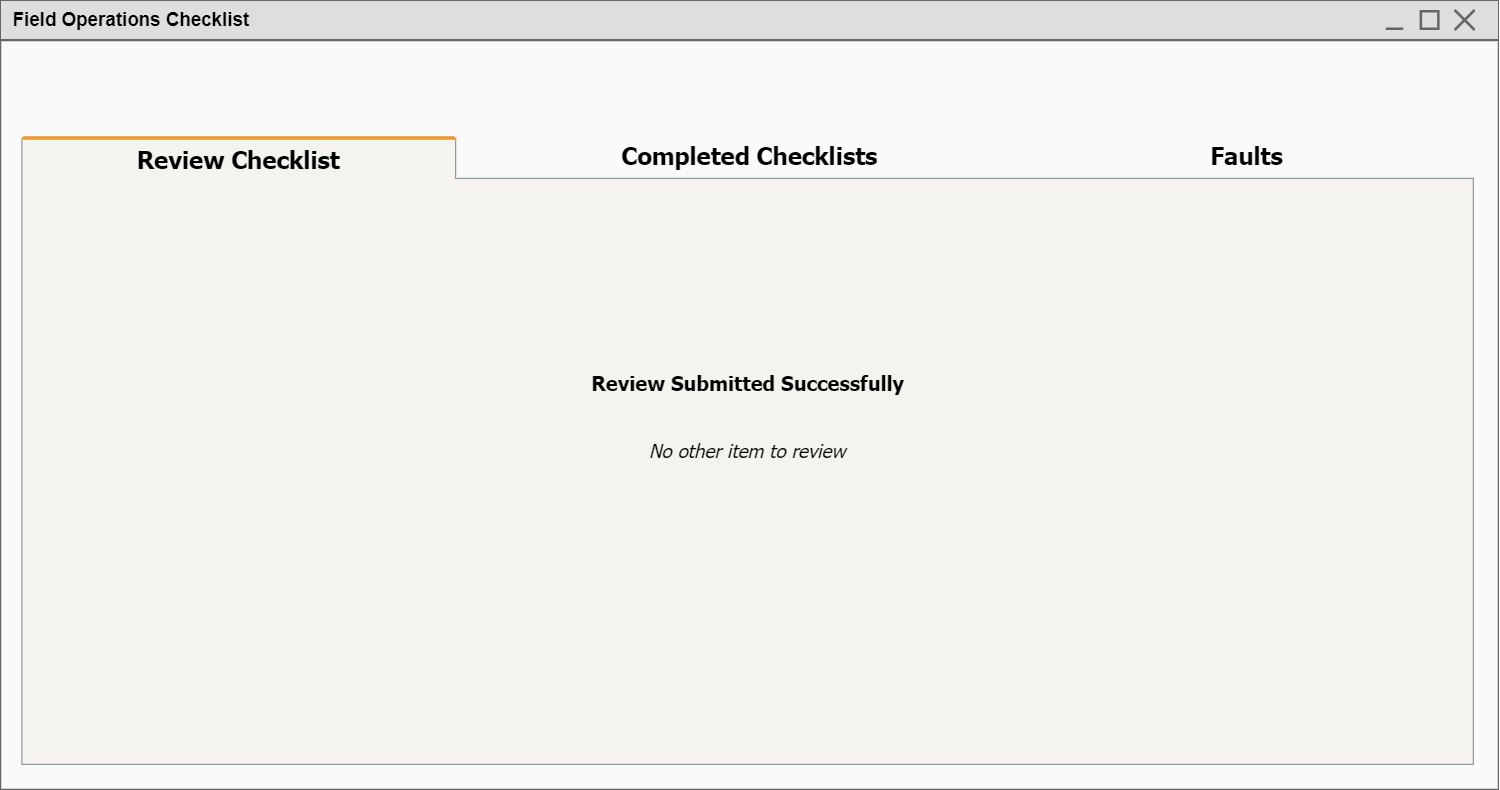 Field Operations Checklist
Review Checklist
Completed Checklists
Faults
Review Submitted Successfully
No other item to review